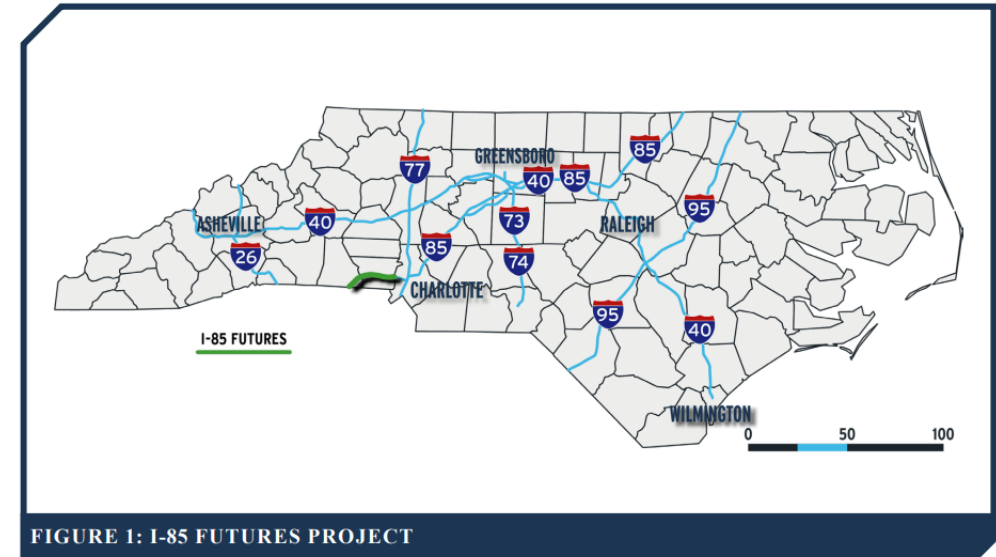 GREENSBORO
85
77
40
85
95
ASHEVILLE
40
73
RALEIGH
26
85
74
CHARLOTTE
95
40
I-85 FUTURES
WILMINGTON
0 50 100
FIGURE 1: I-85 FUTURES PROJECT